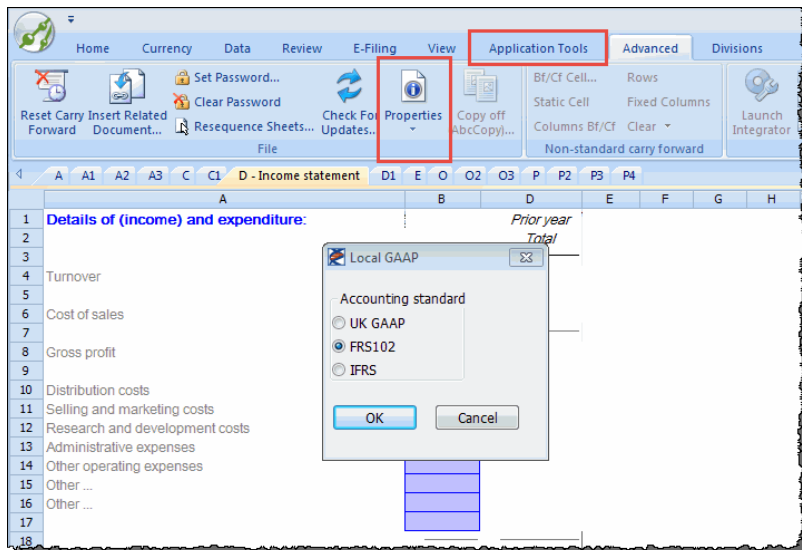 Home Currency Data Review E-Filing View Application Tools Advanced Divisions
Reset Carry Forward
Insert Related Document...
Set Password...
Clear Password
Resequence Sheets...
Check For Updates...
Properties
Copy off AbcCopy)...
File
Bf/Cf Cell...
Static Cell
Columns Bf/Cf
Rows
Fixed Columns
Clear
Non-standard carry forward
Launch Integrator
A A1 A2 A3 C C1 D - Income statement D1 E O O2 O3 P P2 P3 P4
A B D E F G H
1 Details of (income) and expenditure: Prior year
2 Total
3
4 Turnover
5
6 Cost of sales
7
8 Gross profit
9
10 Distribution costs
11 Selling and marketing costs
12 Research and development costs
13 Administrative expenses
14 Other operating expenses
15 Other ...
16 Other ...
17
18
Local GAAP
Accounting standard
UK GAAP
FRS102
IFRS
OK Cancel